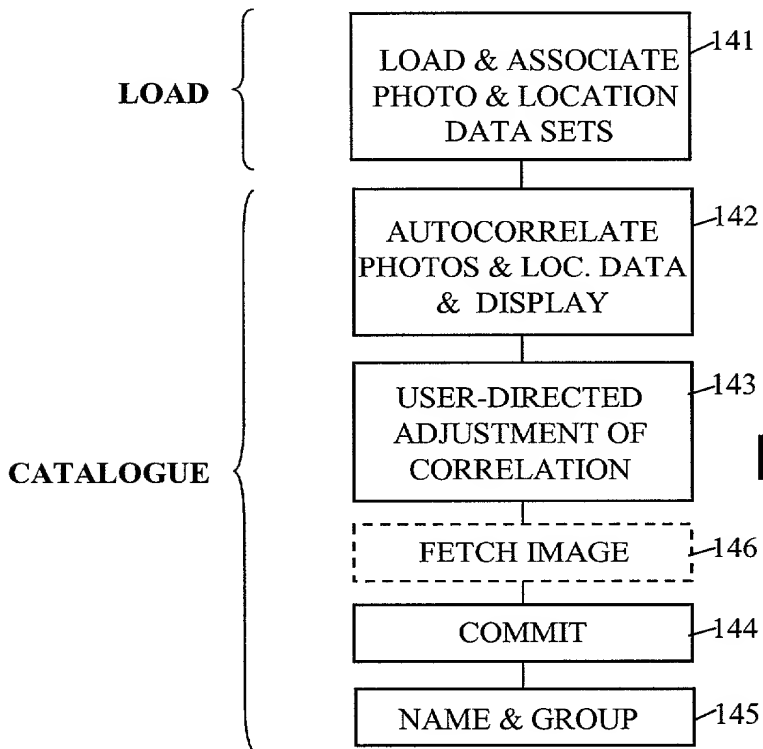 LOAD
LOAD & ASSOCIATE
PHOTO & LOCATION
DATA SETS
141
CATALOGUE
AUTOCORRELATE
PHOTOS & LOC. DATA
& DISPLAY
142
USER-DIRECTED
ADJUSTMENT OF
CORRELATION
143
FETCH IMAGE
146
COMMIT
144
NAME & GROUP
145